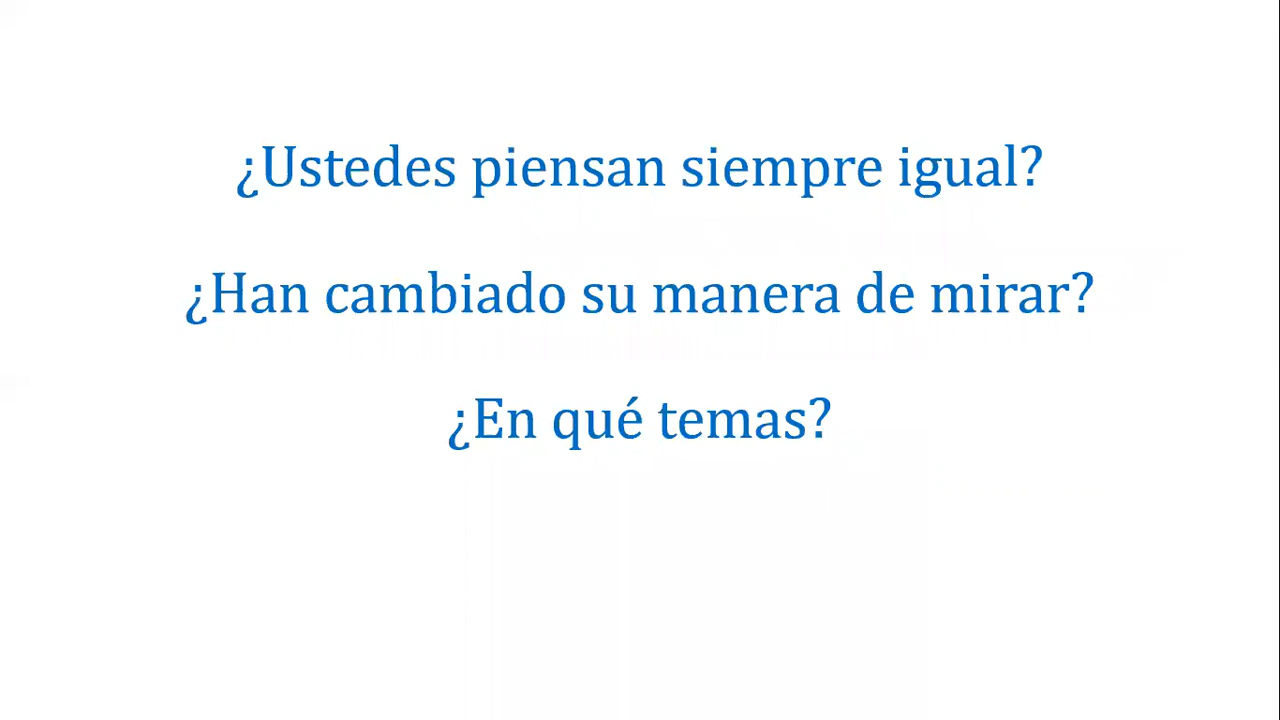 ¿Ustedes piensan siempre igual?
¿Han cambiado su manera de mirar?
¿En qué temas?